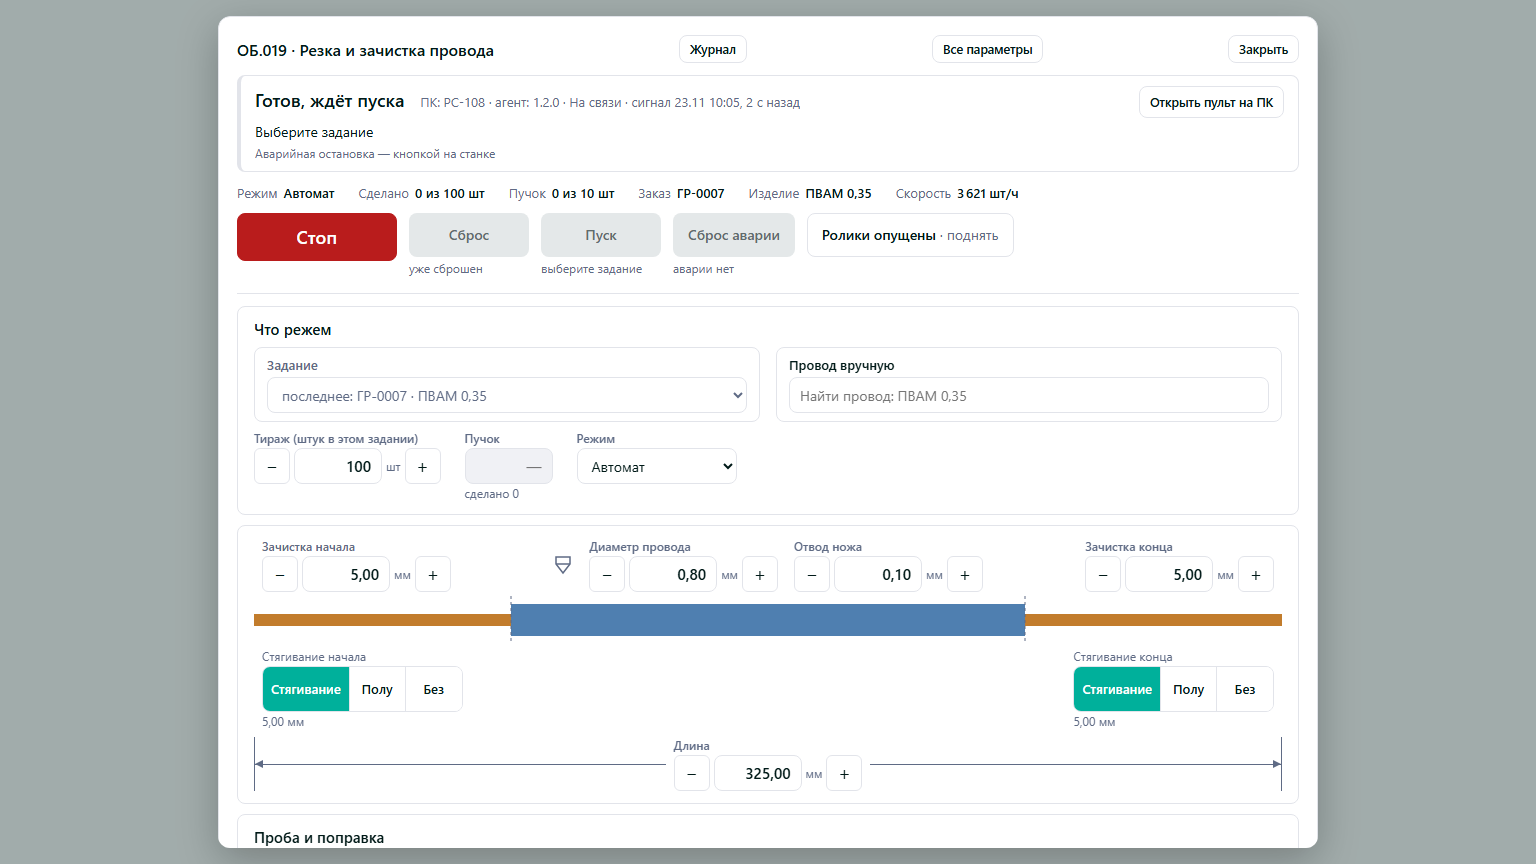 ОБ.019 · Резка и зачистка провода
Журнал
Все параметры
Закрыть
Готов, ждёт пуска
ПК: PC-108 · агент: 1.2.0 · На связи · сигнал 23.11 10:05, 2 с назад
Открыть пульт на ПК
Выберите задание
Аварийная остановка — кнопкой на станке
Режим Автомат Сделано 0 из 100 шт Пучок 0 из 10 шт Заказ ГР-0007 Изделие ПВАМ 0,35 Скорость 3 621 шт/ч
Стоп
Сброс
Пуск
Сброс аварии
Ролики опущены · поднять
уже сброшен
выберите задание
аварии нет
Что режем
Задание
последнее: ГР-0007 · ПВАМ 0,35
Провод вручную
Найти провод: ПВАМ 0,35
Тираж (штук в этом задании)
− 100 шт +
Пучок
—
сделано 0
Режим
Автомат
Зачистка начала
− 5,00 мм +
Диаметр провода
− 0,80 мм +
Отвод ножа
− 0,10 мм +
Зачистка конца
− 5,00 мм +
Стягивание начала
Стягивание Полу Без
5,00 мм
Стягивание конца
Стягивание Полу Без
5,00 мм
Длина
− 325,00 мм +
Проба и поправка